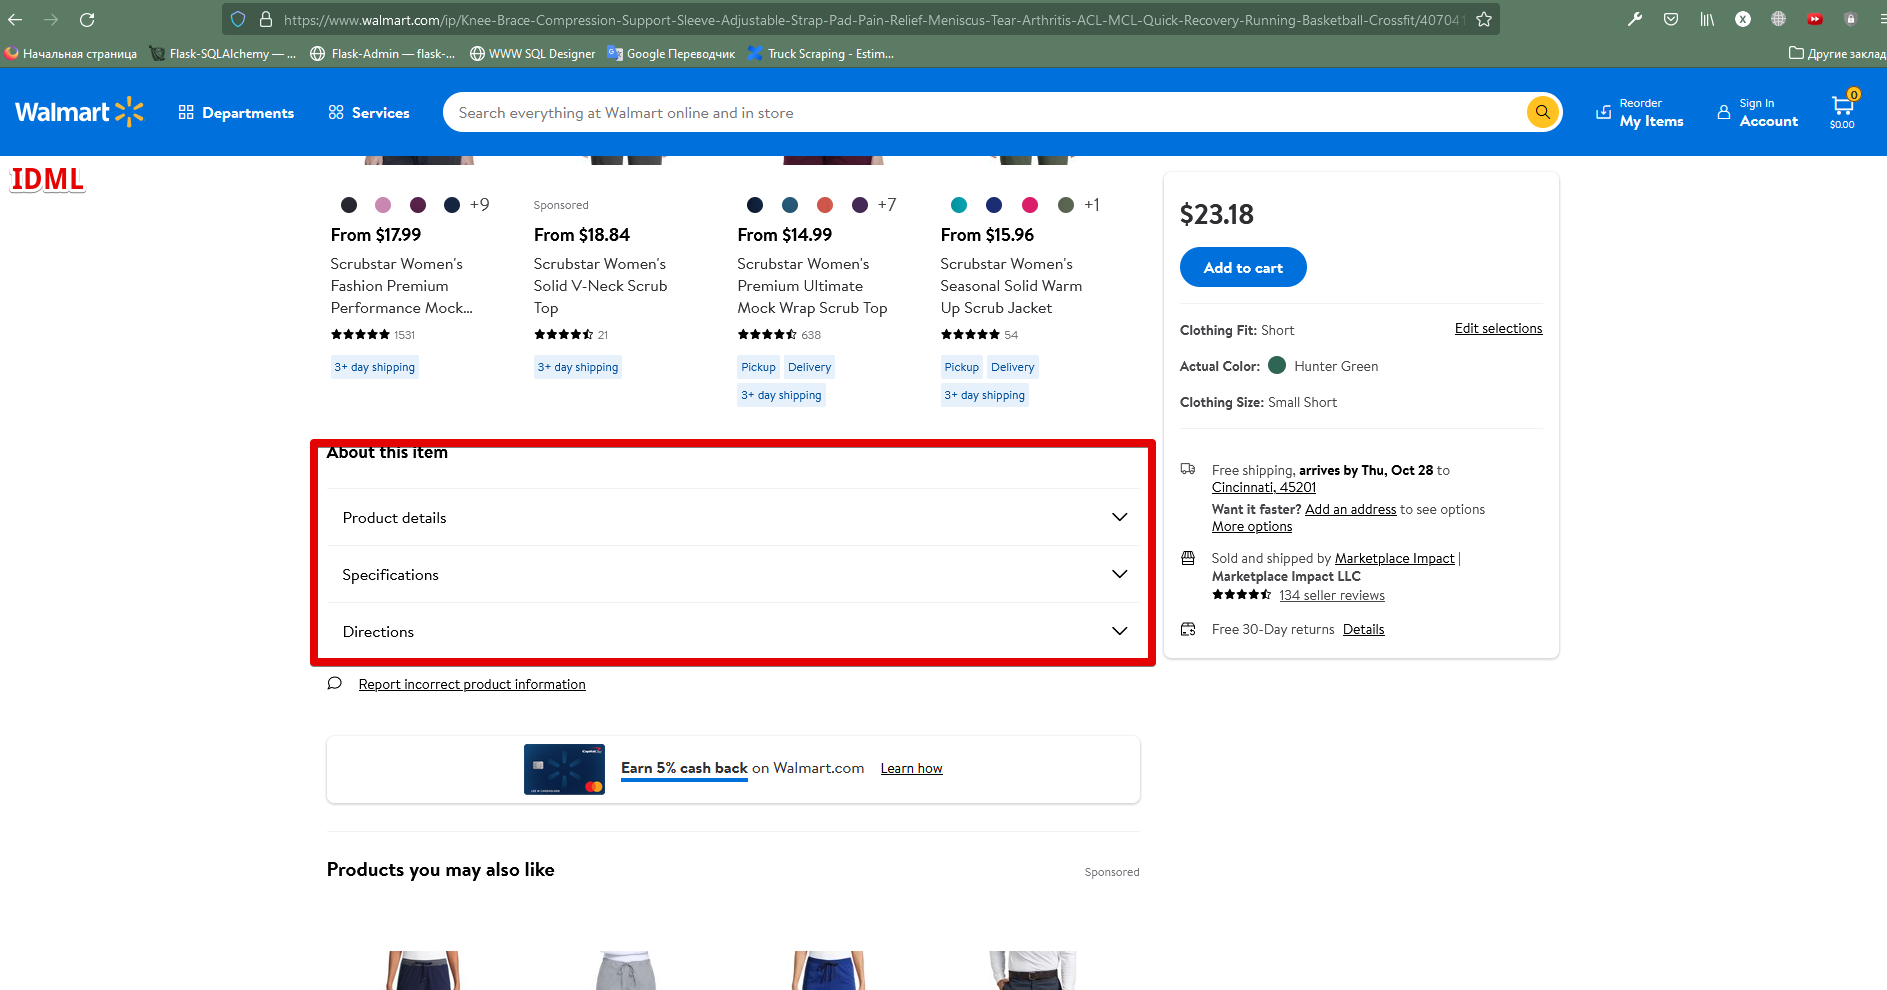 https://www.walmart.com/ip/Knee-Brace-Compression-Support-Sleeve-Adjustable-Strap-Pad-Pain-Relief-Meniscus-Tear-Arthritis-ACL-MCL-Quick-Recovery-Running-Basketball-Crossfit/40704
Начальная страница
Flask-SQLAlchemy — ...
Flask-Admin — flask-...
WWW SQL Designer
Google Переводчик
Truck Scraping - Estim...
Другие заклад
Walmart
Departments
Services
Search everything at Walmart online and in store
Reorder
My Items
Sign In
Account
0
$0.00
IDML
+9
From $17.99
Scrubstar Women's
Fashion Premium
Performance Mock...
1531
3+ day shipping
Sponsored
From $18.84
Scrubstar Women's
Solid V-Neck Scrub
Top
21
3+ day shipping
+7
From $14.99
Scrubstar Women's
Premium Ultimate
Mock Wrap Scrub Top
638
Pickup Delivery
3+ day shipping
+1
From $15.96
Scrubstar Women's
Seasonal Solid Warm
Up Scrub Jacket
54
Pickup Delivery
3+ day shipping
About this item
Product details
Specifications
Directions
Report incorrect product information
Earn 5% cash back on Walmart.com Learn how
Products you may also like
Sponsored
$23.18
Add to cart
Clothing Fit: Short
Edit selections
Actual Color: Hunter Green
Clothing Size: Small Short
Free shipping, arrives by Thu, Oct 28 to
Cincinnati, 45201
Want it faster? Add an address to see options
More options
Sold and shipped by Marketplace Impact |
Marketplace Impact LLC
134 seller reviews
Free 30-Day returns Details